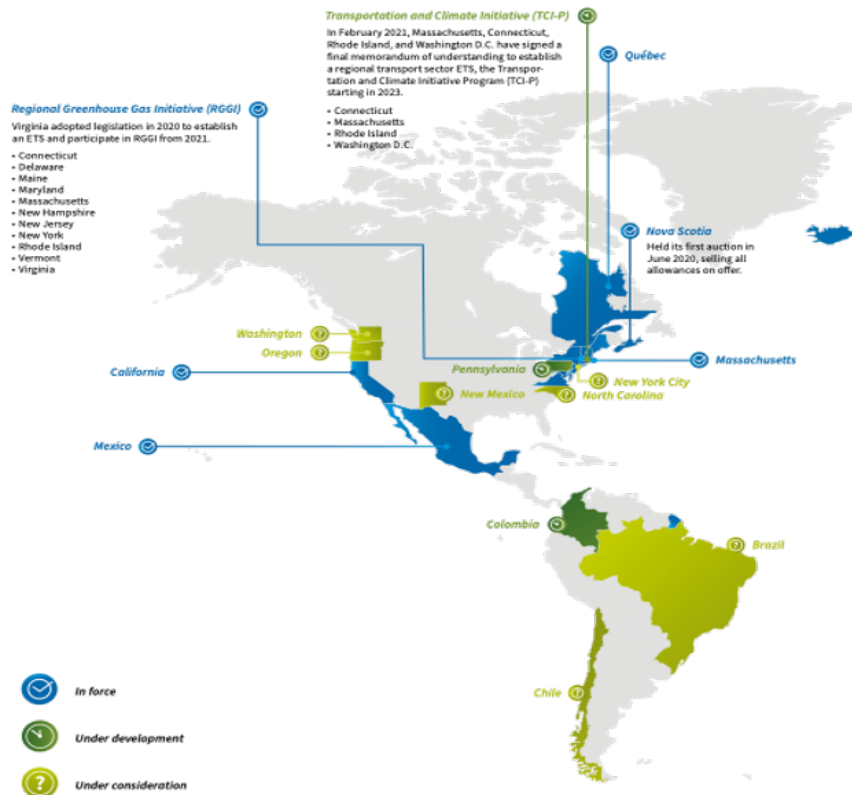 Transportation and Climate Initiative (TCI-P)
In February 2021, Massachusetts, Connecticut,
Rhode Island, and Washington D.C. have signed a
final memorandum of understanding to establish
a regional transport sector ETS, the Transpor-
tation and Climate Initiative Program (TCI-P)
starting in 2023.
• Connecticut
• Massachusetts
• Rhode Island
• Washington D.C.
Québec
Regional Greenhouse Gas Initiative (RGGI)
Virginia adopted legislation in 2020 to establish
an ETS and participate in RGGI from 2021.
• Connecticut
• Delaware
• Maine
• Maryland
• Massachusetts
• New Hampshire
• New Jersey
• New York
• Rhode Island
• Vermont
• Virginia
Nova Scotia
Held its first auction in
June 2020, selling all
allowances on offer.
Washington
Oregon
California
Pennsylvania
Massachusetts
New York City
New Mexico
North Carolina
Mexico
Colombia
Brazil
Chile
In force
Under development
Under consideration